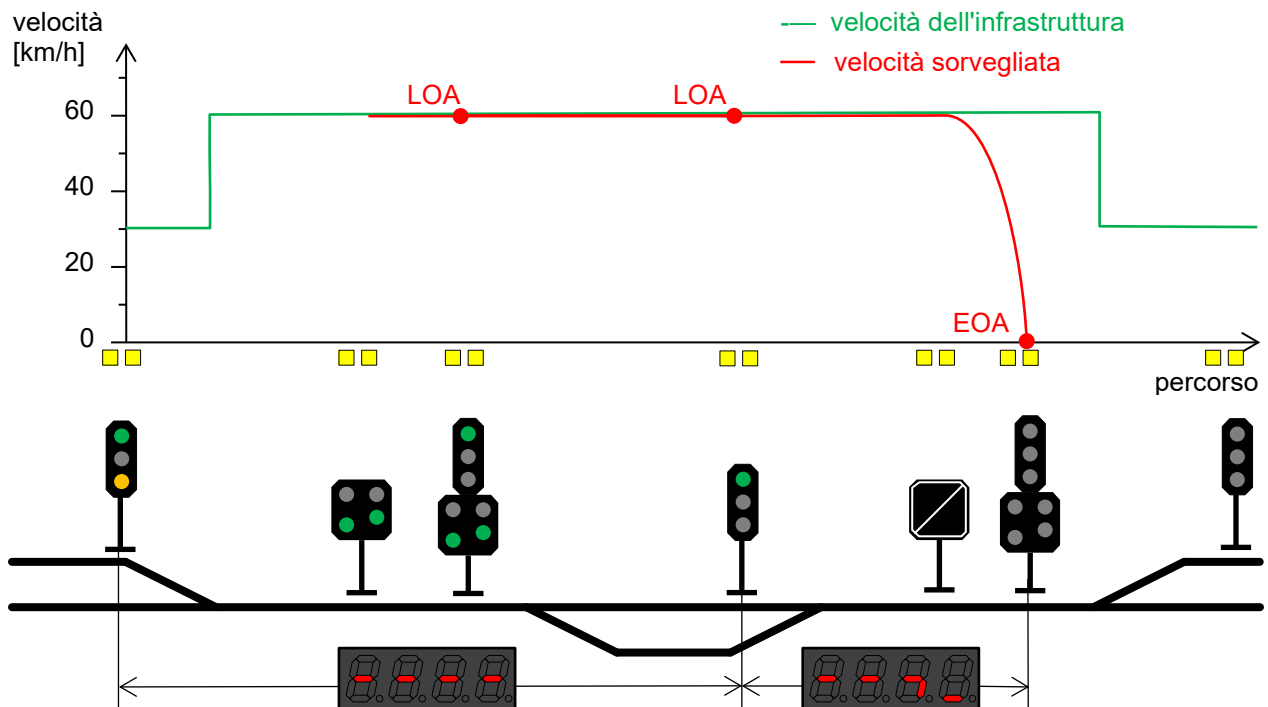 velocità
[km/h]
velocità dell'infrastruttura
velocità sorvegliata
LOA
LOA
60
40
20
0
EOA
percorso